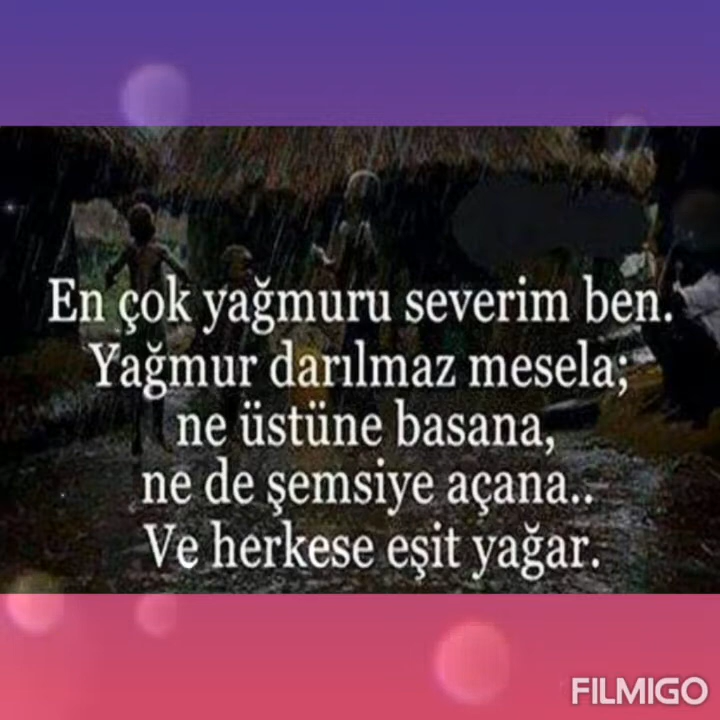 En çok yağmuru severim ben.
Yağmur darılmaz mesela;
ne üstüne basana,
ne de şemsiye açana..
Ve herkese eşit yağar.
FILMIGO